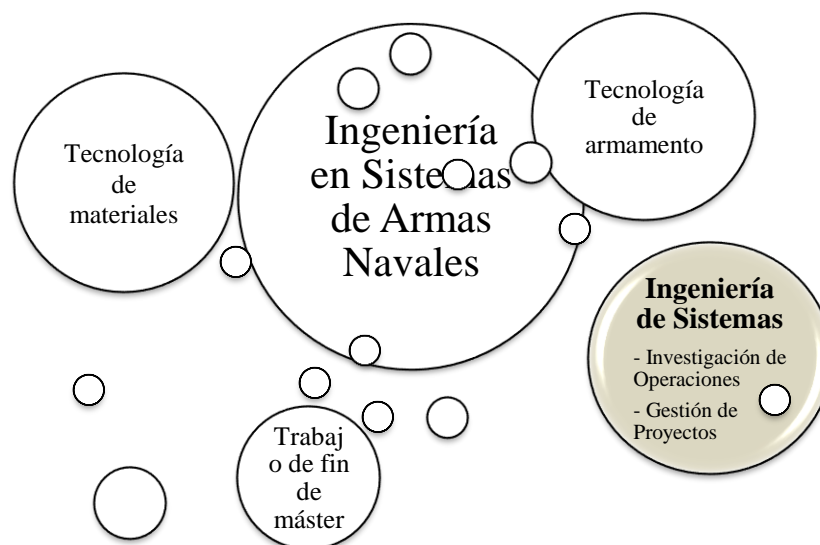 Tecnología
de
materiales
Ingeniería
en Sistemas
de Armas
Navales
Tecnología
de
armamento
Ingeniería
de Sistemas
- Investigación de
Operaciones
- Gestión de
Proyectos
Trabaj
o de fin
de
máster